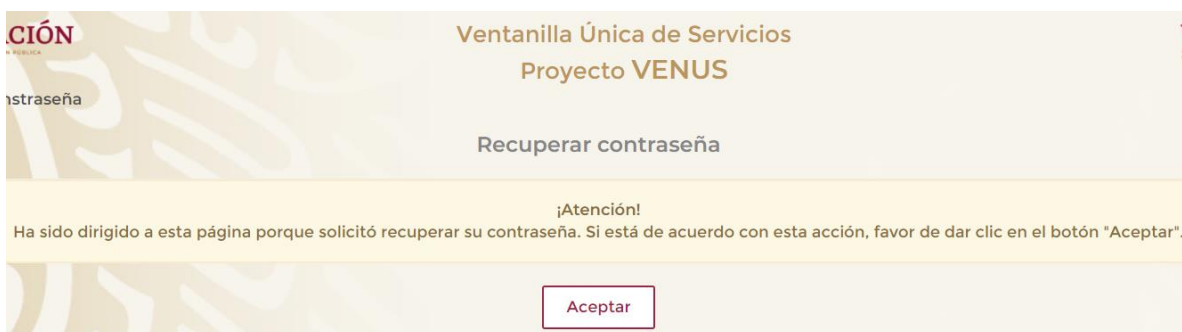 CIÓN
Ventanilla Única de Servicios
Proyecto VENUS
straseña
Recuperar contraseña
¡Atención!
Ha sido dirigido a esta página porque solicitó recuperar su contraseña. Si está de acuerdo con esta acción, favor de dar clic en el botón "Aceptar".
Aceptar